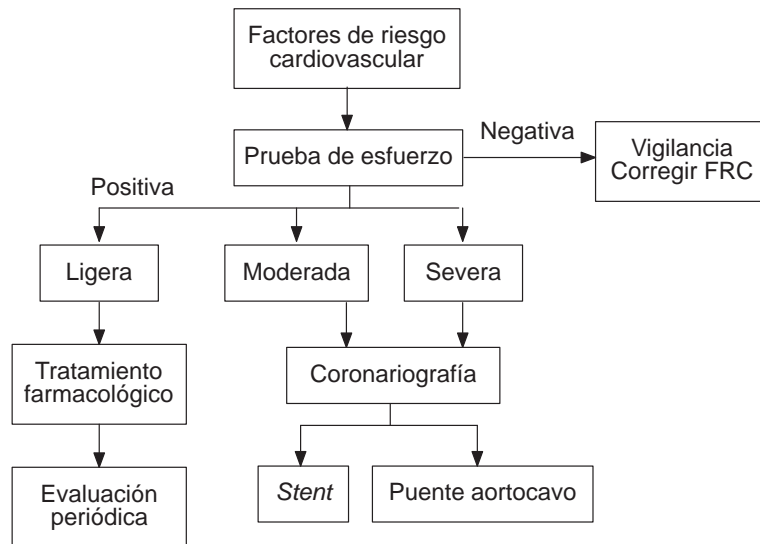 Factores de riesgo
cardiovascular
Prueba de esfuerzo
Negativa
Vigilancia
Corregir FRC
Positiva
Ligera
Moderada
Severa
Tratamiento
farmacológico
Coronariografía
Evaluación
periódica
Stent
Puente aortocavo